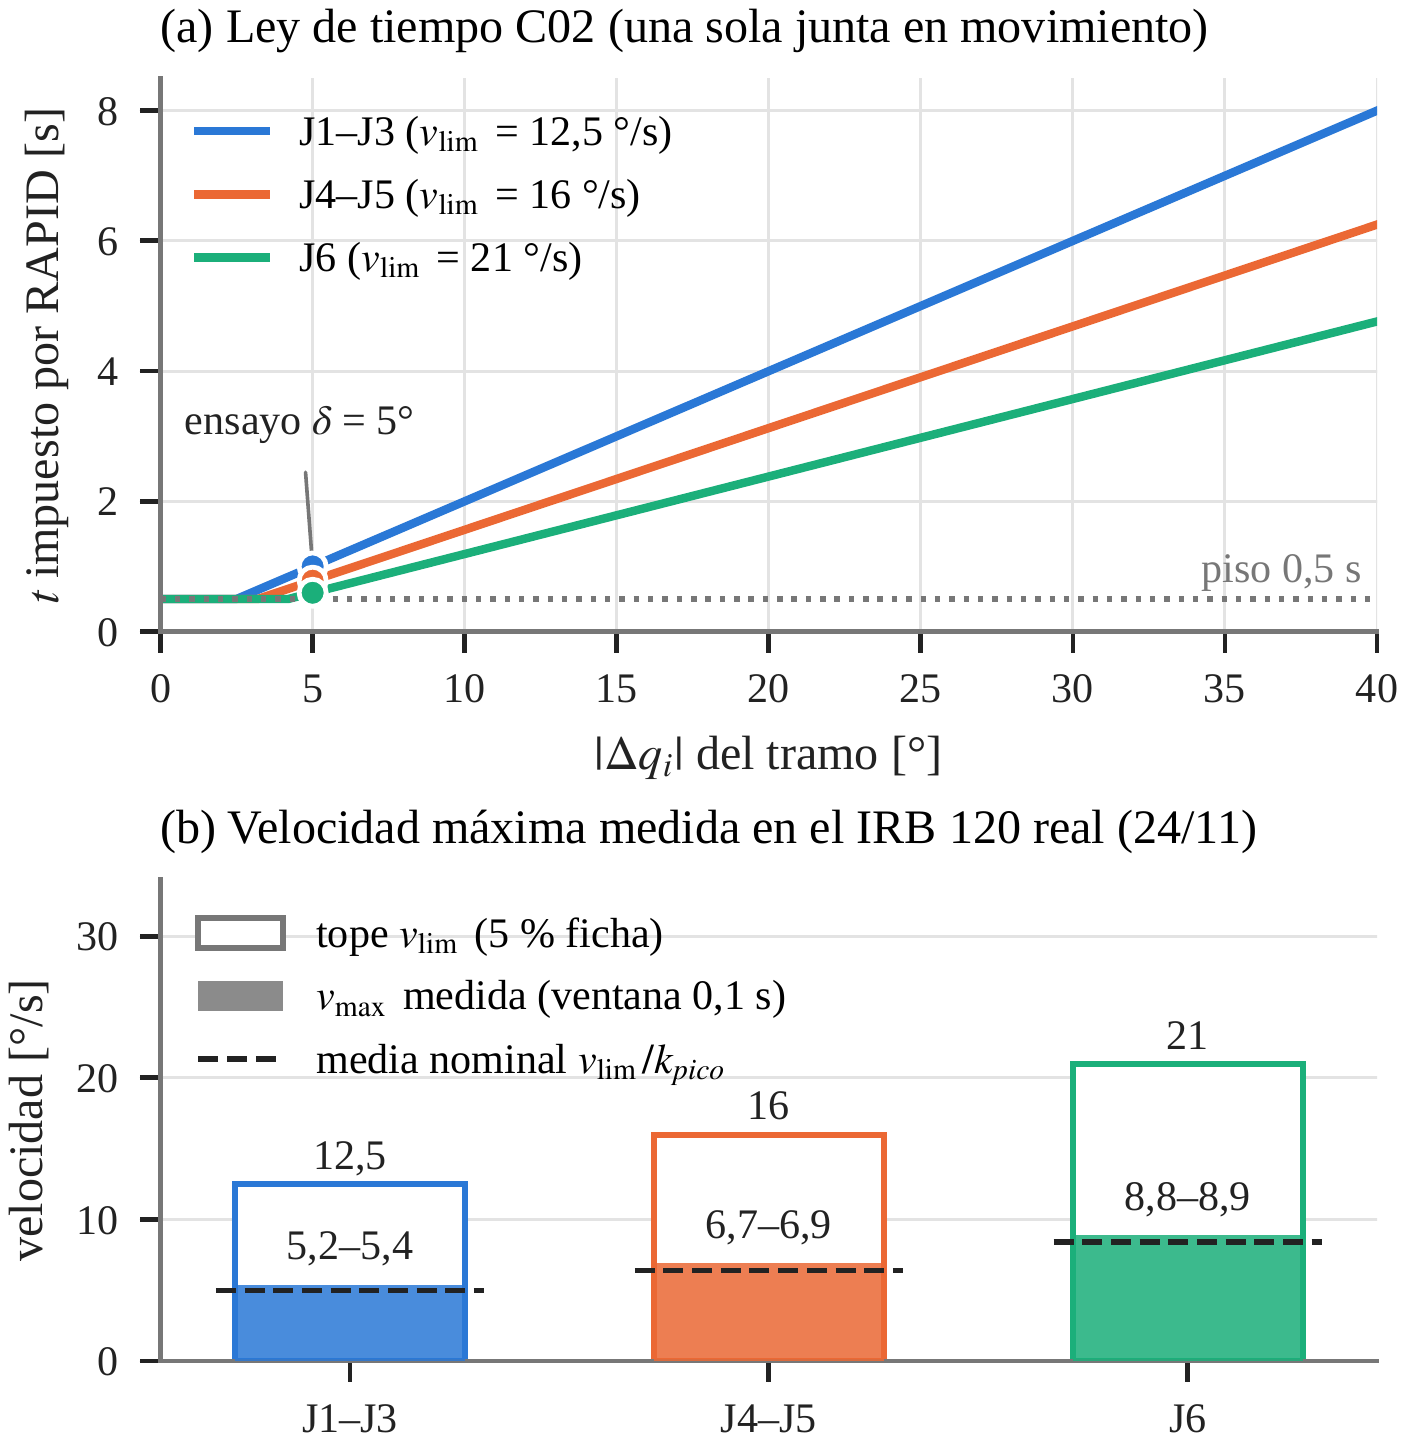 (a) Ley de tiempo C02 (una sola junta en movimiento)
t impuesto por RAPID [s]
8
6
4
2
0
J1–J3 (vlim = 12,5 °/s)
J4–J5 (vlim = 16 °/s)
J6 (vlim = 21 °/s)
ensayo δ = 5°
piso 0,5 s
0 5 10 15 20 25 30 35 40
|Δqi| del tramo [°]
(b) Velocidad máxima medida en el IRB 120 real (24/11)
velocidad [°/s]
30
20
10
0
tope vlim (5 % ficha)
vmax medida (ventana 0,1 s)
media nominal vlim/kpico
12,5
5,2–5,4
16
6,7–6,9
21
8,8–8,9
J1–J3 J4–J5 J6